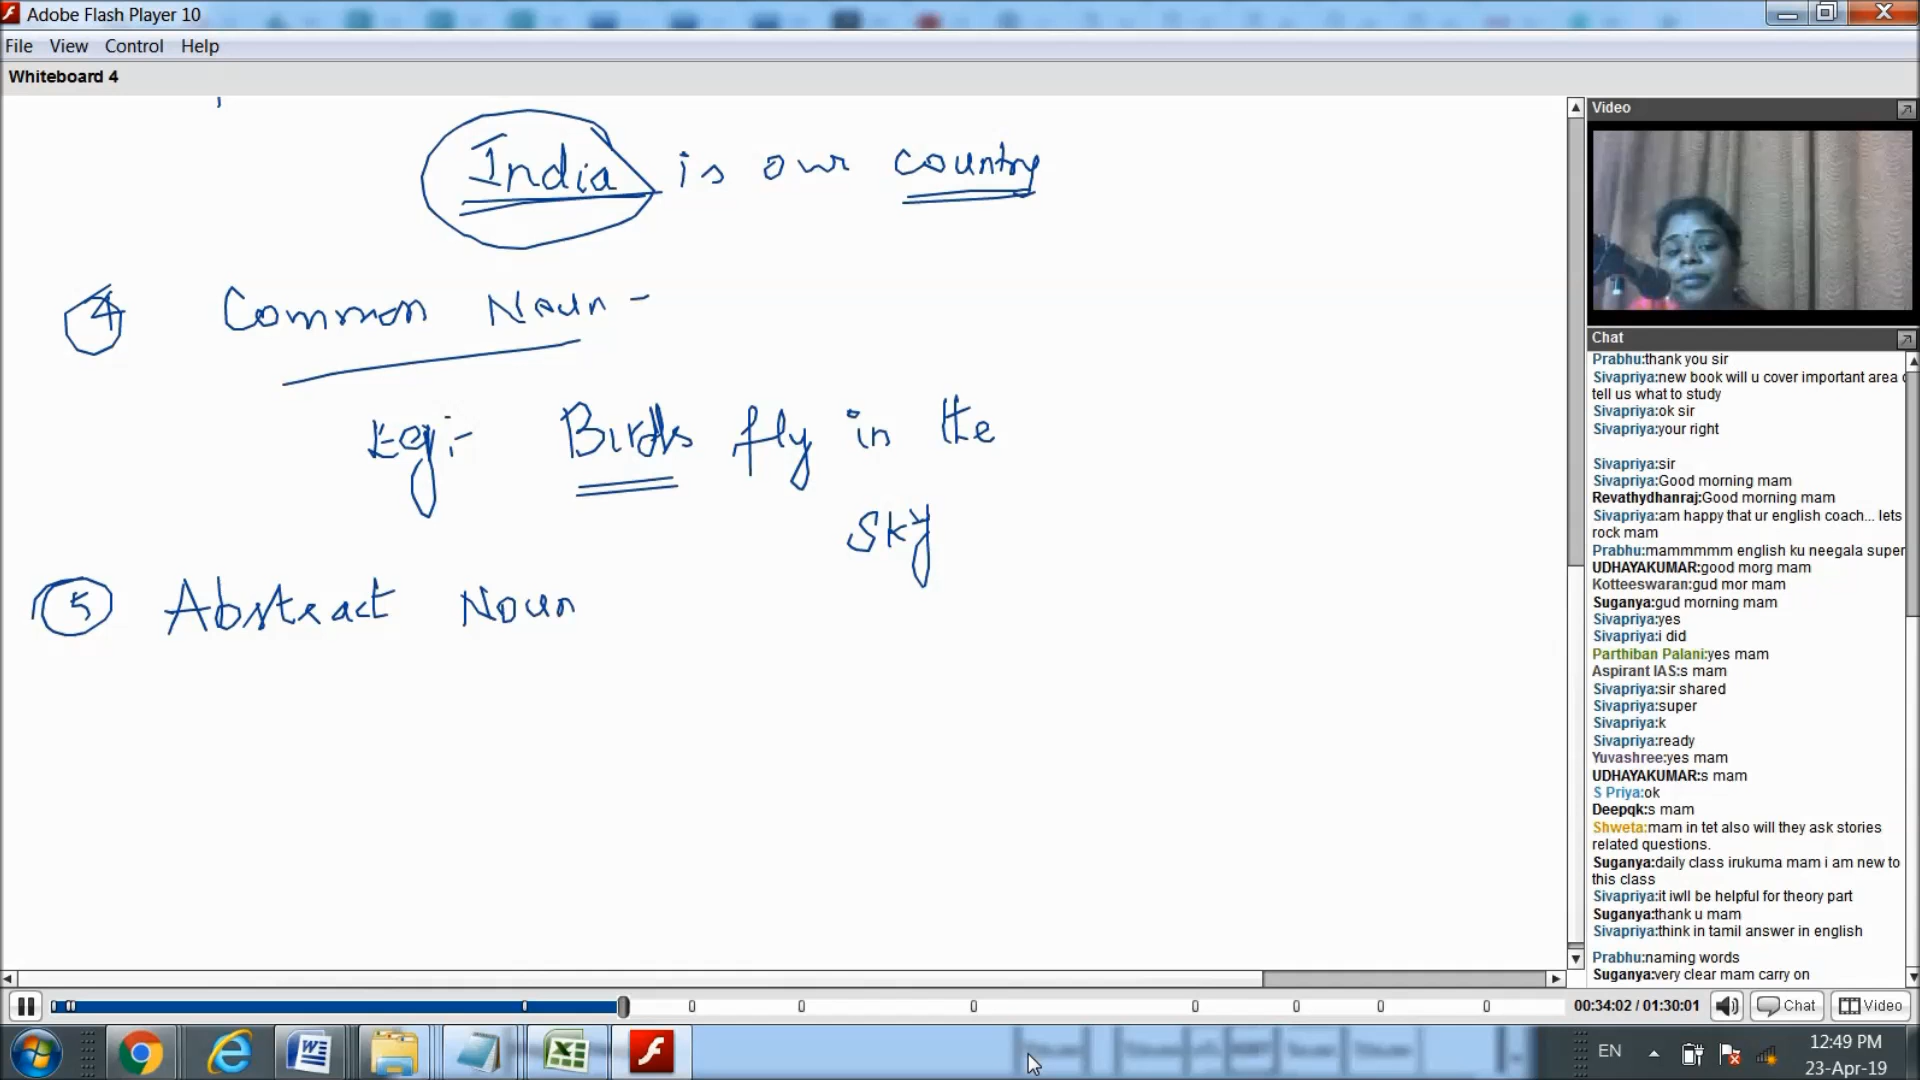 Adobe Flash Player 10
File View Control Help
Whiteboard 4
India is our country
4 Common Noun -
Eg:- Birds fly in the
Sky
5 Abstract Noun
Video
Chat
Prabhu:thank you sir
Sivapriya:new book will u cover important area
tell us what to study
Sivapriya:ok sir
Sivapriya:your right
Sivapriya:sir
Sivapriya:Good morning mam
Revathydhanraj:Good morning mam
Sivapriya:am happy that ur english coach... lets
rock mam
Prabhu:mammmmm english ku neegala super
UDHAYAKUMAR:good morg mam
Kotteeswaran:gud mor mam
Suganya:gud morning mam
Sivapriya:yes
Sivapriya:i did
Parthiban Palani:yes mam
Aspirant IAS:s mam
Sivapriya:sir shared
Sivapriya:super
Sivapriya:k
Sivapriya:ready
Yuvashree:yes mam
UDHAYAKUMAR:s mam
S Priya:ok
Deepqk:s mam
Shweta:mam in tet also will they ask stories
related questions.
Suganya:daily class irukuma mam i am new to
this class
Sivapriya:it iwll be helpful for theory part
Suganya:thank u mam
Sivapriya:think in tamil answer in english
Prabhu:naming words
Suganya:very clear mam carry on
00:34:02 / 01:30:01 Chat Video
EN
12:49 PM
23-Apr-19